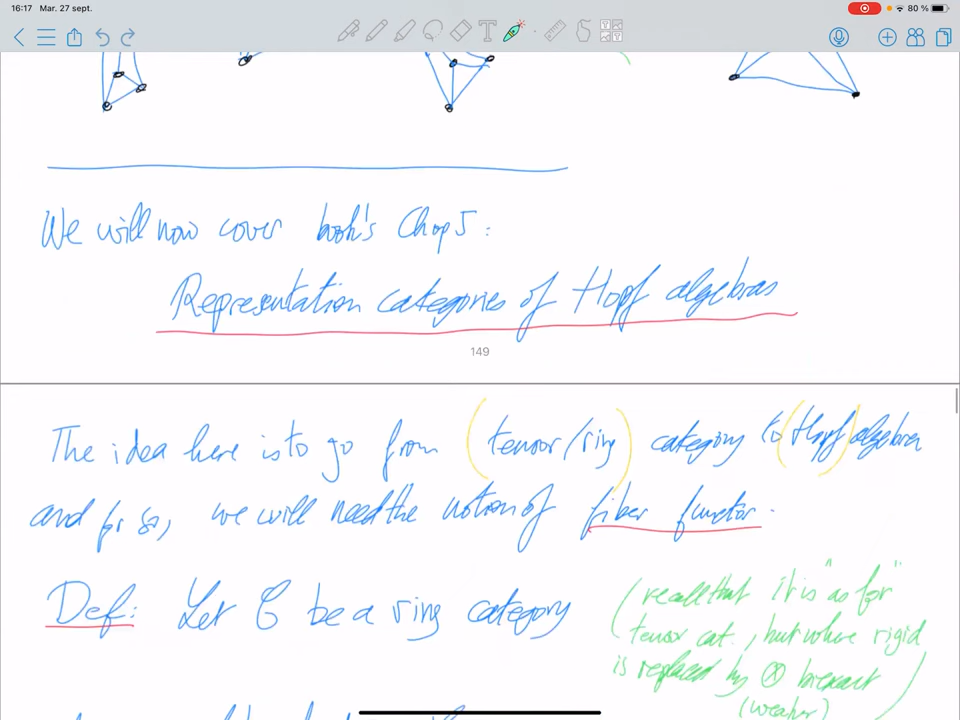 16:17 Mar. 27 sept. 80 %
We will now cover book's Chap 5 :
Representation categories of Hopf algebras
149
The idea here is to go from (tensor/ring) category to (Hopf) algebra
and for so, we will need the notion of fiber functor.
Def: Let C be a ring category
(recall that it is "as for"
tensor cat., but where rigid
is replaced by ⊗ biexact
(weaker)